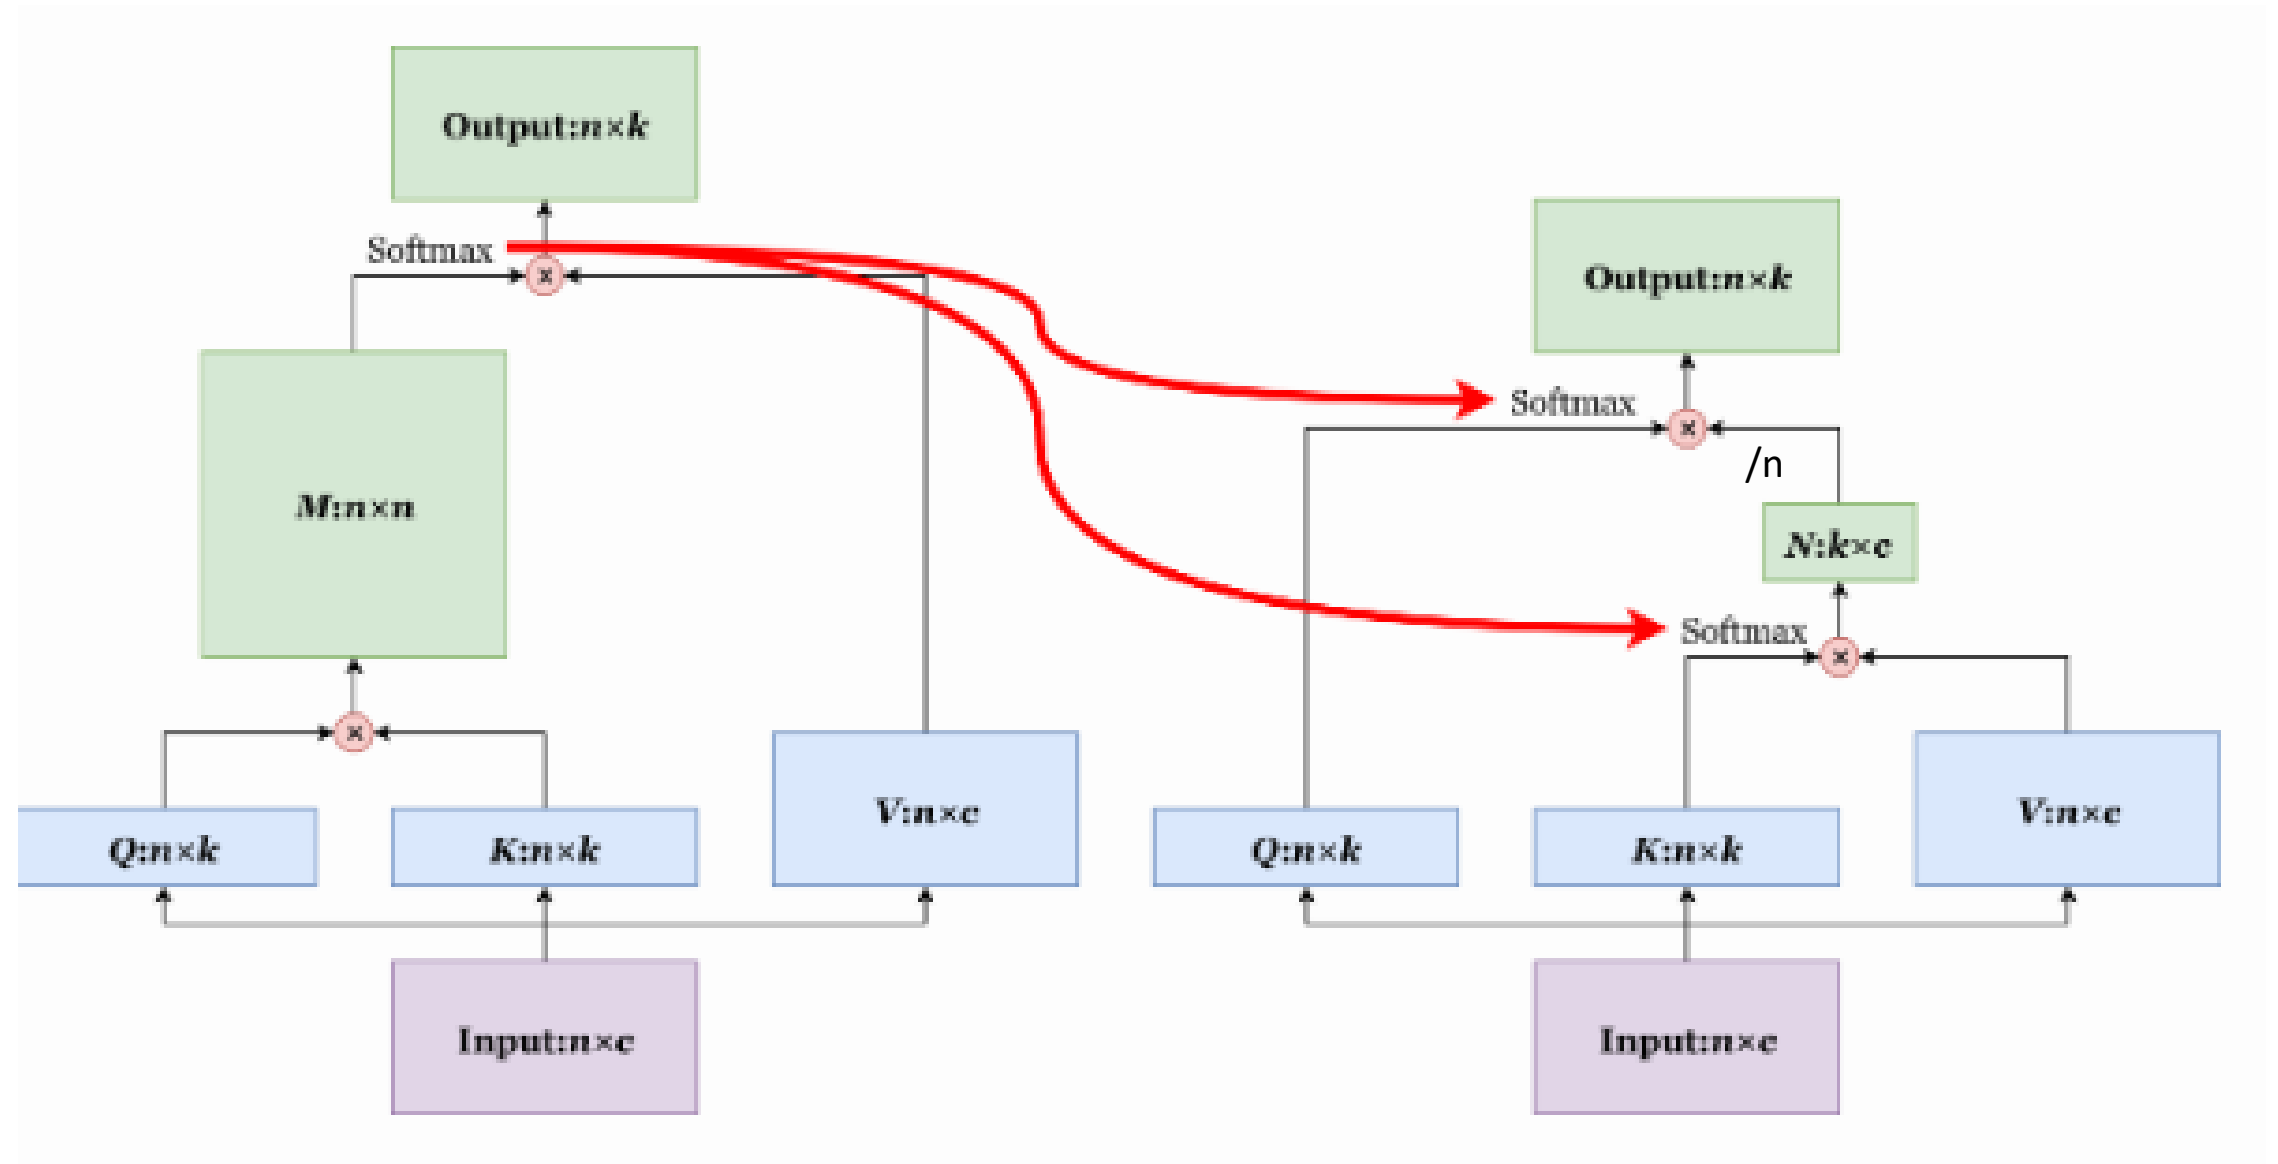 Output:n×k
Softmax
M:n×n
Q:n×k
K:n×k
V:n×c
Input:n×c
Output:n×k
Softmax
/n
N:k×c
Softmax
Q:n×k
K:n×k
V:n×c
Input:n×c